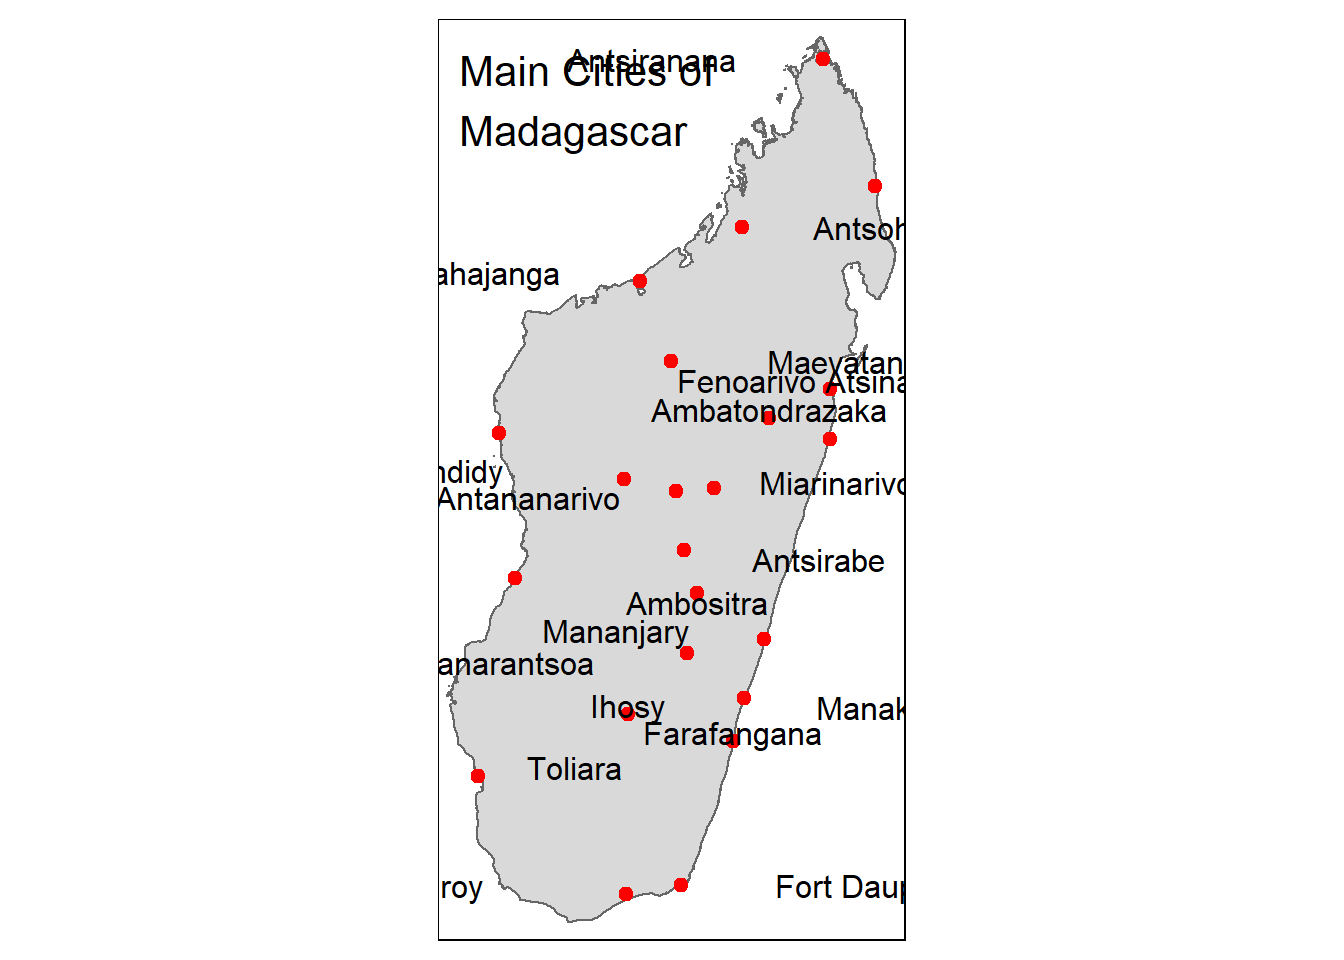 Antsiranana
Main Cities of
Madagascar
Antsoh
ahajanga
Maevatan
Fenoarivo Atsina
Ambatondrazaka
ndidy
Miarinarivo
Antananarivo
Antsirabe
Ambositra
Mananjary
anarantsoa
Ihosy
Manak
Farafangana
Toliara
roy
Fort Daup